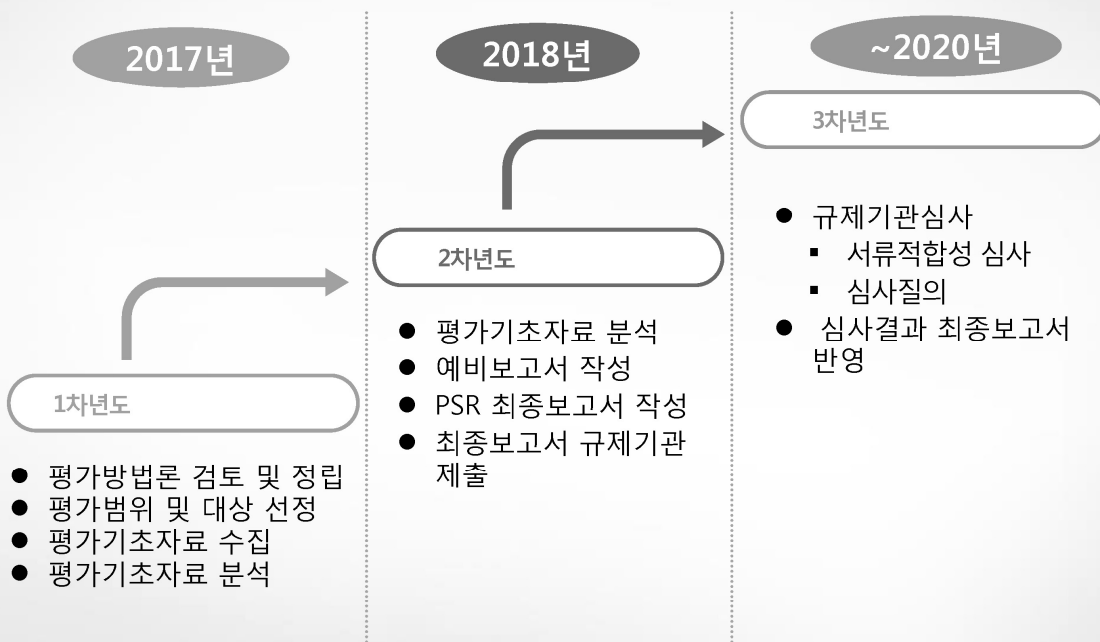 2017년
1차년도
● 평가방법론 검토 및 정립
● 평가범위 및 대상 선정
● 평가기초자료 수집
● 평가기초자료 분석
2018년
2차년도
● 평가기초자료 분석
● 예비보고서 작성
● PSR 최종보고서 작성
● 최종보고서 규제기관
제출
~2020년
3차년도
● 규제기관심사
▪ 서류적합성 심사
▪ 심사질의
● 심사결과 최종보고서
반영